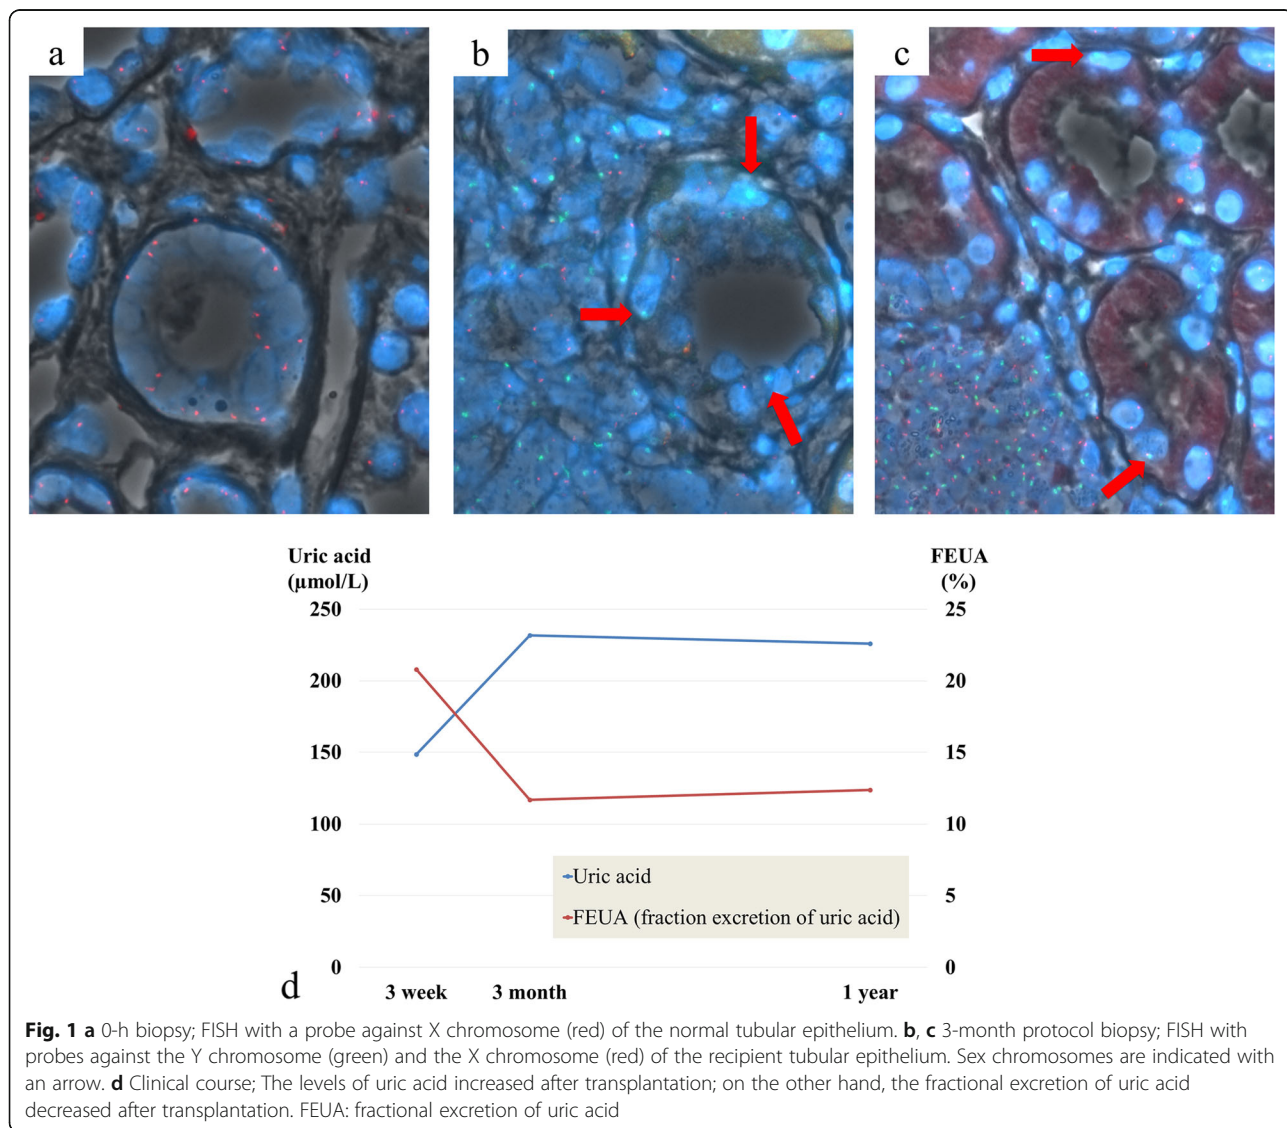 a
b
c
Uric acid
(µmol/L)
FEUA
(%)
250
200
150
100
50
0
25
20
15
10
5
0
Uric acid
FEUA (fraction excretion of uric acid)
d
3 week
3 month
1 year
Fig. 1 a 0-h biopsy; FISH with a probe against X chromosome (red) of the normal tubular epithelium. b, c 3-month protocol biopsy; FISH with
probes against the Y chromosome (green) and the X chromosome (red) of the recipient tubular epithelium. Sex chromosomes are indicated with
an arrow. d Clinical course; The levels of uric acid increased after transplantation; on the other hand, the fractional excretion of uric acid
decreased after transplantation. FEUA: fractional excretion of uric acid